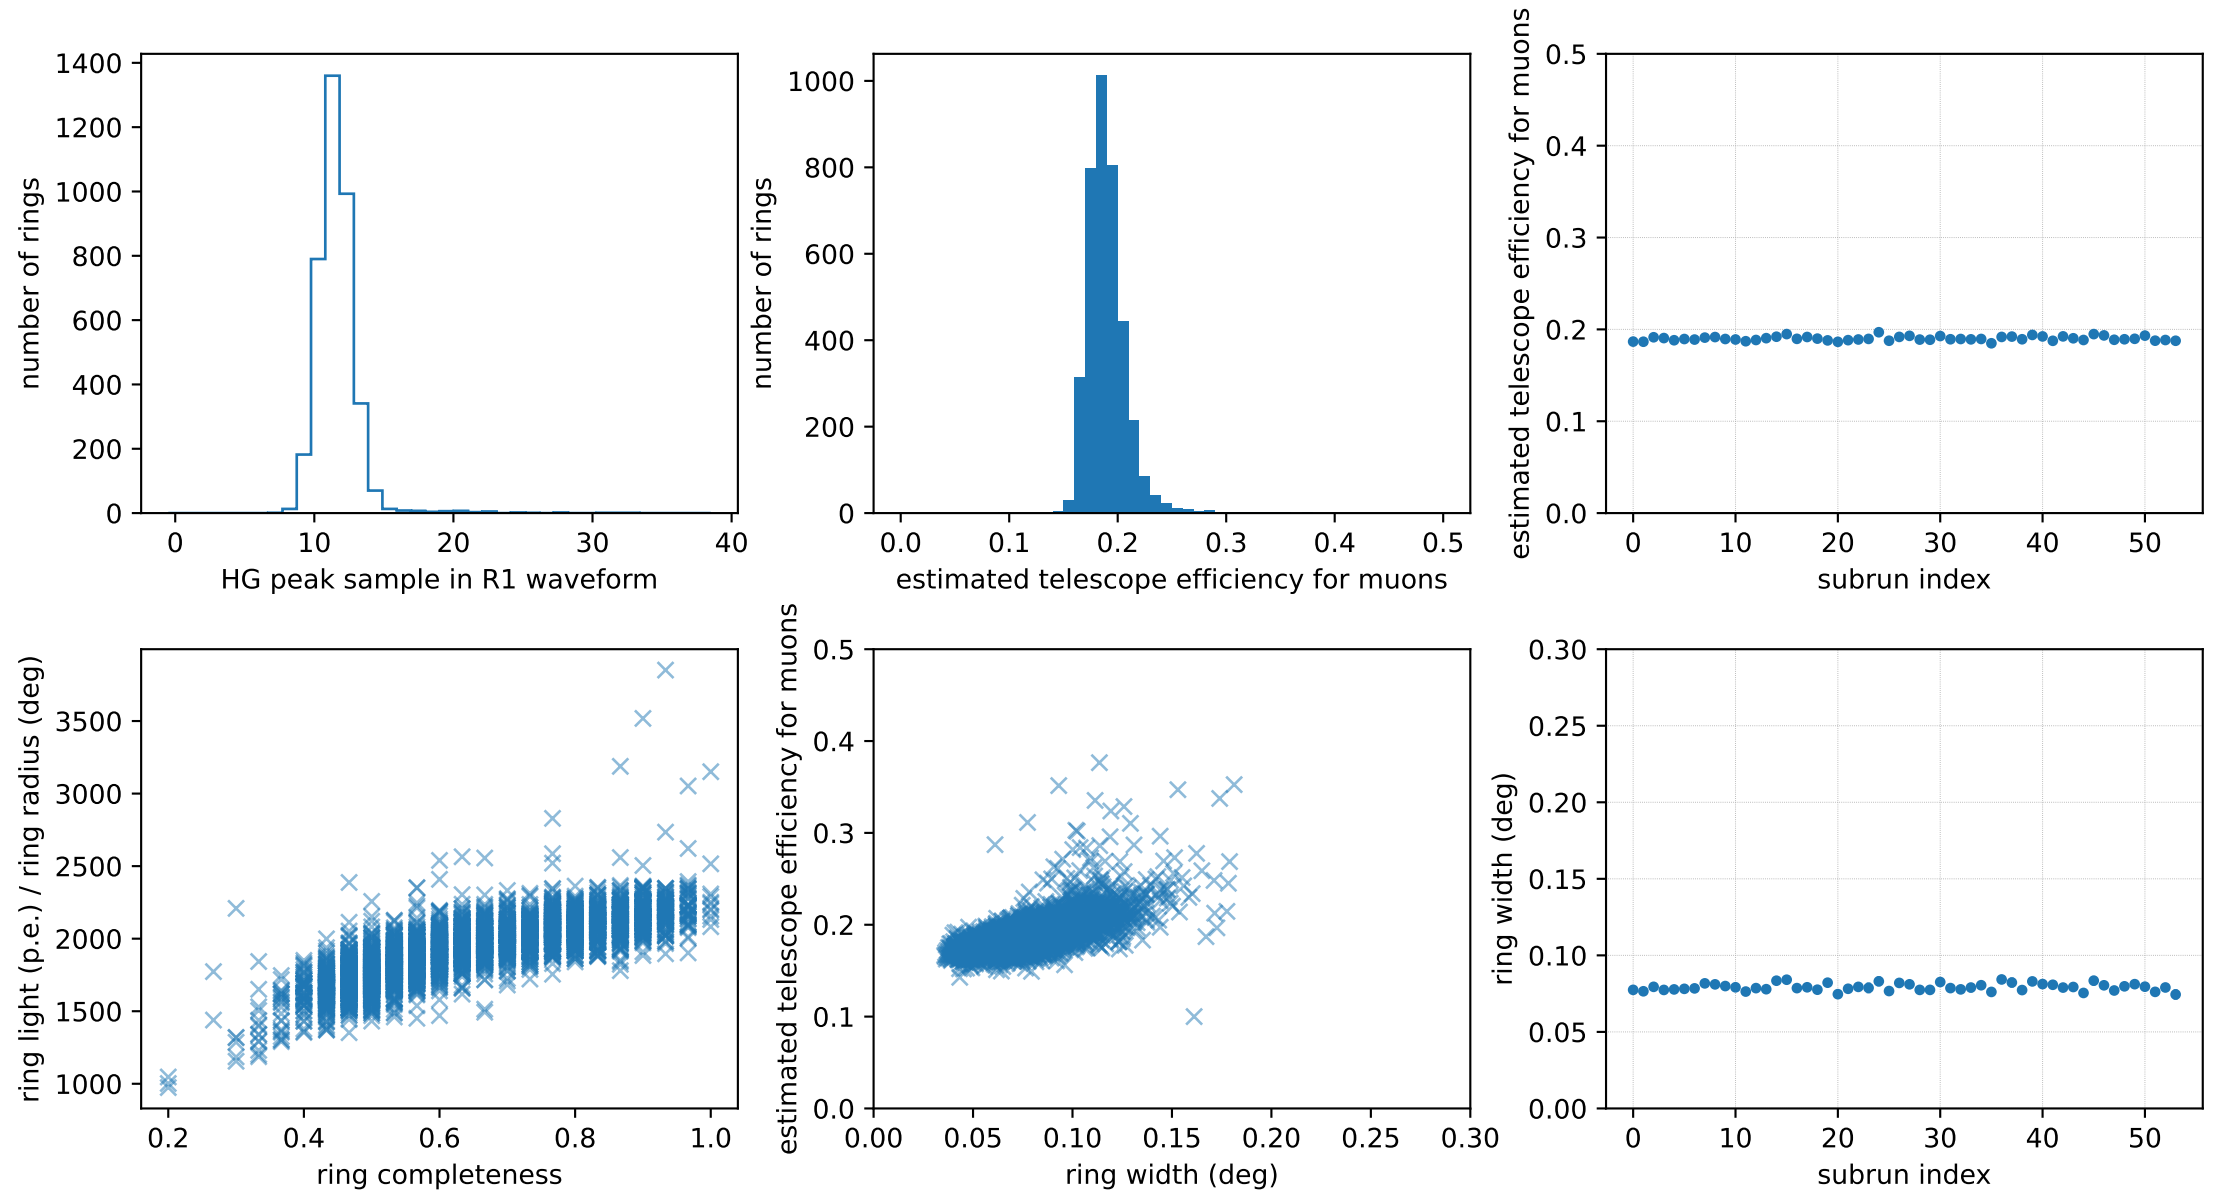 1400
1200
1000
800
600
400
200
0
number of rings
0 10 20 30 40
HG peak sample in R1 waveform
1000
800
600
400
200
0
number of rings
0.0 0.1 0.2 0.3 0.4 0.5
estimated telescope efficiency for muons
0.5
0.4
0.3
0.2
0.1
0.0
estimated telescope efficiency for muons
0 10 20 30 40 50
subrun index
3500
3000
2500
2000
1500
1000
ring light (p.e.) / ring radius (deg)
0.2 0.4 0.6 0.8 1.0
ring completeness
0.5
0.4
0.3
0.2
0.1
0.0
estimated telescope efficiency for muons
0.00 0.05 0.10 0.15 0.20 0.25 0.30
ring width (deg)
0.30
0.25
0.20
0.15
0.10
0.05
0.00
ring width (deg)
0 10 20 30 40 50
subrun index